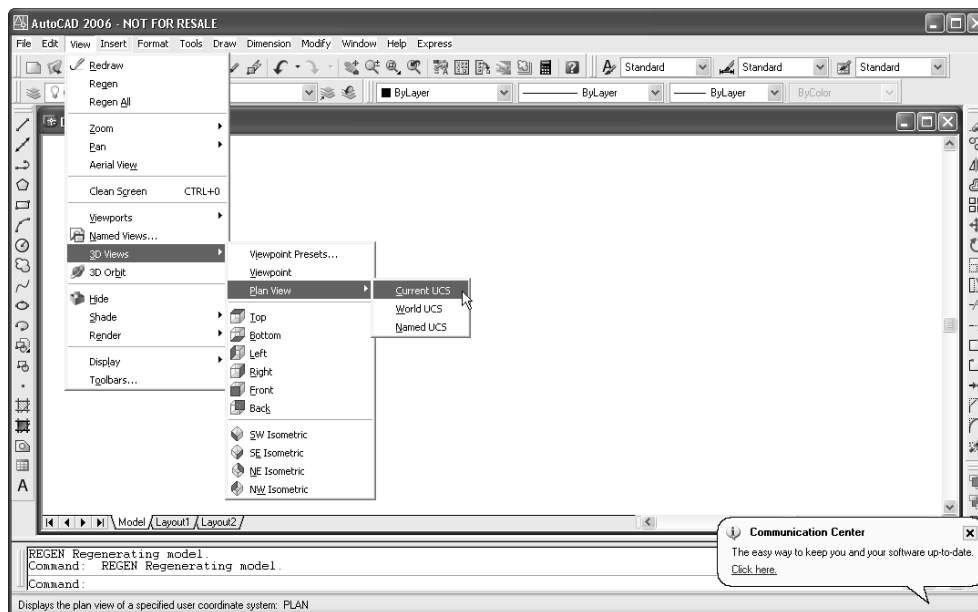 AutoCAD 2006 - NOT FOR RESALE
File Edit View Insert Format Tools Draw Dimension Modify Window Help Express
Standard Standard Standard
ByLayer ByLayer ByLayer ByColor
Redraw
Regen
Regen All
Zoom
Pan
Aerial View
Clean Screen CTRL+0
Viewports
Named Views...
3D Views
3D Orbit
Hide
Shade
Render
Display
Toolbars...
Viewpoint Presets...
Viewpoint
Plan View
Top
Bottom
Left
Right
Front
Back
SW Isometric
SE Isometric
NE Isometric
NW Isometric
Current UCS
World UCS
Named UCS
A
Model Layout1 Layout2
REGEN Regenerating model.
Command: REGEN Regenerating model.
Command:
Communication Center
The easy way to keep you and your software up-to-date.
Click here.
Displays the plan view of a specified user coordinate system: PLAN